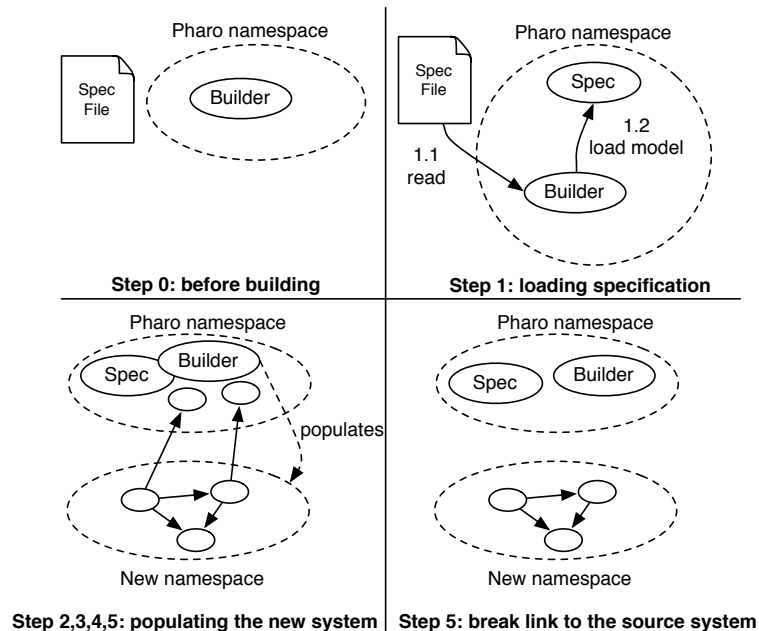 Pharo namespace
Spec
File
Builder
Step 0: before building
Pharo namespace
Spec
File
Spec
1.1
read
1.2
load model
Builder
Step 1: loading specification
Pharo namespace
Spec
Builder
populates
New namespace
Step 2,3,4,5: populating the new system
Pharo namespace
Spec
Builder
New namespace
Step 5: break link to the source system